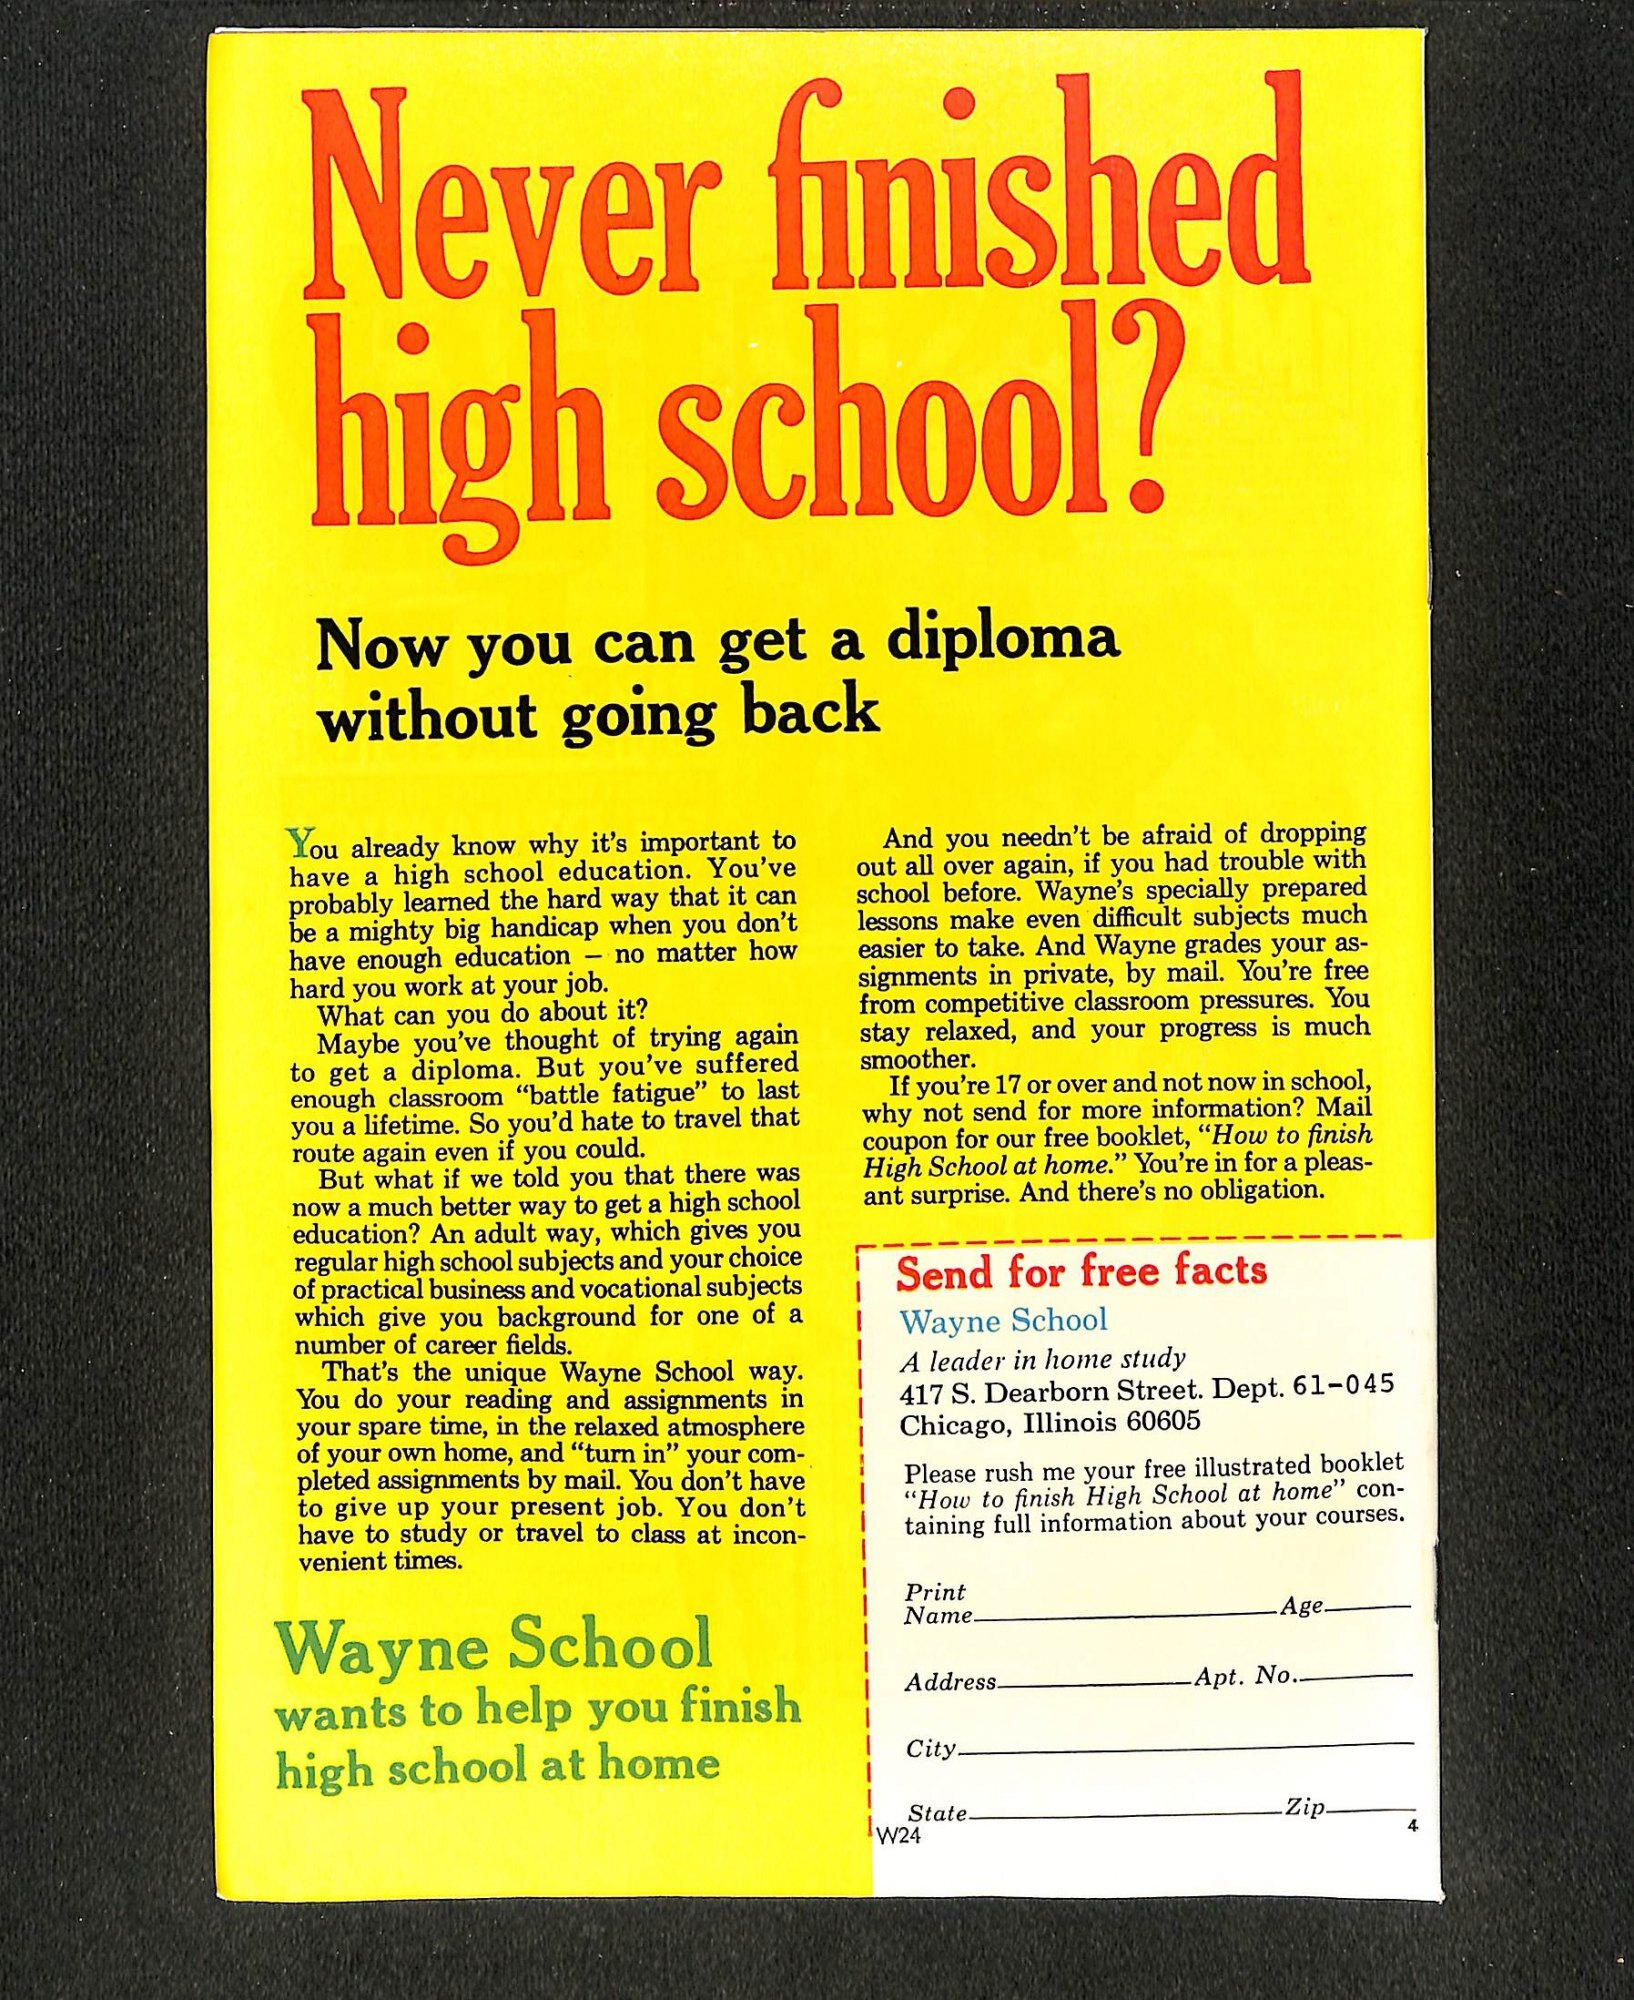 Never finished
high school?
Now you can get a diploma
without going back
You already know why it's important to
have a high school education. You've
probably learned the hard way that it can
be a mighty big handicap when you don't
have enough education – no matter how
hard you work at your job.
What can you do about it?
Maybe you've thought of trying again
to get a diploma. But you've suffered
enough classroom “battle fatigue” to last
you a lifetime. So you'd hate to travel that
route again even if you could.
But what if we told you that there was
now a much better way to get a high school
education? An adult way, which gives you
regular high school subjects and your choice
of practical business and vocational subjects
which give you background for one of a
number of career fields.
That's the unique Wayne School way.
You do your reading and assignments in
your spare time, in the relaxed atmosphere
of your own home, and “turn in” your com-
pleted assignments by mail. You don't have
to give up your present job. You don't
have to study or travel to class at incon-
venient times.
Wayne School
wants to help you finish
high school at home
And you needn't be afraid of dropping
out all over again, if you had trouble with
school before. Wayne's specially prepared
lessons make even difficult subjects much
easier to take. And Wayne grades your as-
signments in private, by mail. You're free
from competitive classroom pressures. You
stay relaxed, and your progress is much
smoother.
If you're 17 or over and not now in school,
why not send for more information? Mail
coupon for our free booklet, “How to finish
High School at home.” You're in for a pleas-
ant surprise. And there's no obligation.
Send for free facts
Wayne School
A leader in home study
417 S. Dearborn Street. Dept. 61-045
Chicago, Illinois 60605
Please rush me your free illustrated booklet
“How to finish High School at home” con-
taining full information about your courses.
Print
Name Age
Address Apt. No.
City
State Zip
W24 4